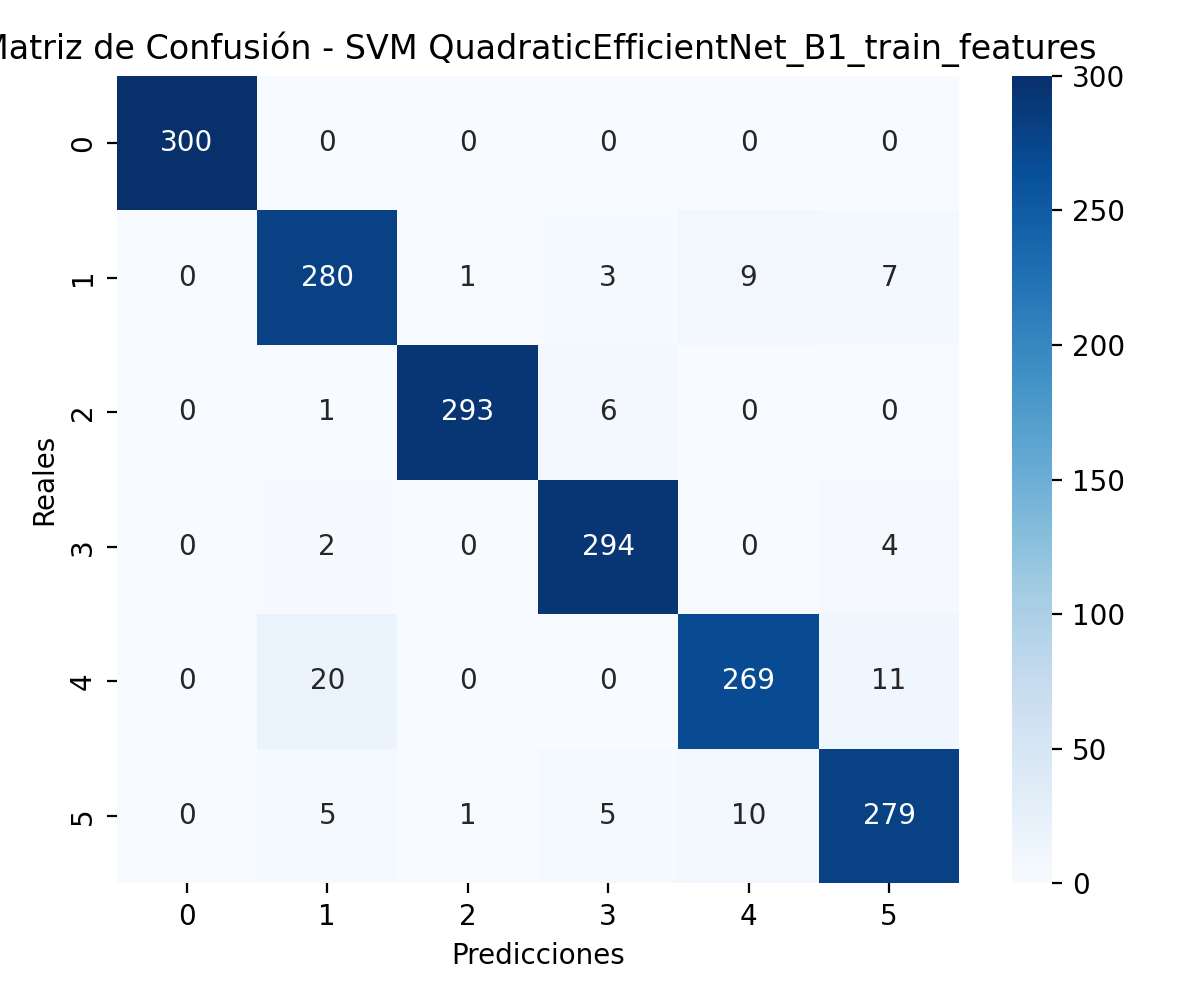 Matriz de Confusión - SVM QuadraticEfficientNet_B1_train_features
300 0 0 0 0 0
0 280 1 3 9 7
0 1 293 6 0 0
0 2 0 294 0 4
0 20 0 0 269 11
0 5 1 5 10 279
0
1
2
3
4
5
Reales
0 1 2 3 4 5
Predicciones
300
250
200
150
100
50
0